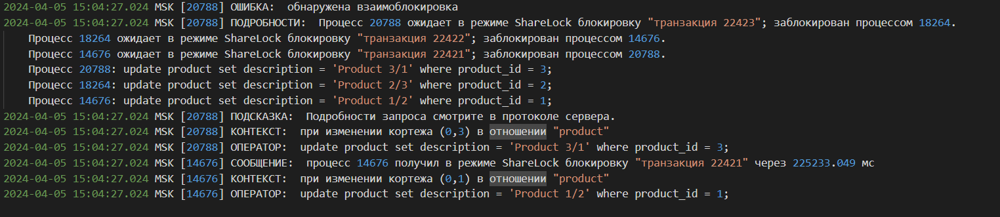 2024-04-05 15:04:27.024 MSK [20788] ОШИБКА:  обнаружена взаимоблокировка
2024-04-05 15:04:27.024 MSK [20788] ПОДРОБНОСТИ:  Процесс 20788 ожидает в режиме ShareLock блокировку "транзакция 22423"; заблокирован процессом 18264.
Процесс 18264 ожидает в режиме ShareLock блокировку "транзакция 22422"; заблокирован процессом 14676.
Процесс 14676 ожидает в режиме ShareLock блокировку "транзакция 22421"; заблокирован процессом 20788.
Процесс 20788: update product set description = 'Product 3/1' where product_id = 3;
Процесс 18264: update product set description = 'Product 2/3' where product_id = 2;
Процесс 14676: update product set description = 'Product 1/2' where product_id = 1;
2024-04-05 15:04:27.024 MSK [20788] ПОДСКАЗКА:  Подробности запроса смотрите в протоколе сервера.
2024-04-05 15:04:27.024 MSK [20788] КОНТЕКСТ:  при изменении кортежа (0,3) в отношении "product"
2024-04-05 15:04:27.024 MSK [20788] ОПЕРАТОР:  update product set description = 'Product 3/1' where product_id = 3;
2024-04-05 15:04:27.024 MSK [14676] СООБЩЕНИЕ:  процесс 14676 получил в режиме ShareLock блокировку "транзакция 22421" через 225233.049 мс
2024-04-05 15:04:27.024 MSK [14676] КОНТЕКСТ:  при изменении кортежа (0,1) в отношении "product"
2024-04-05 15:04:27.024 MSK [14676] ОПЕРАТОР:  update product set description = 'Product 1/2' where product_id = 1;